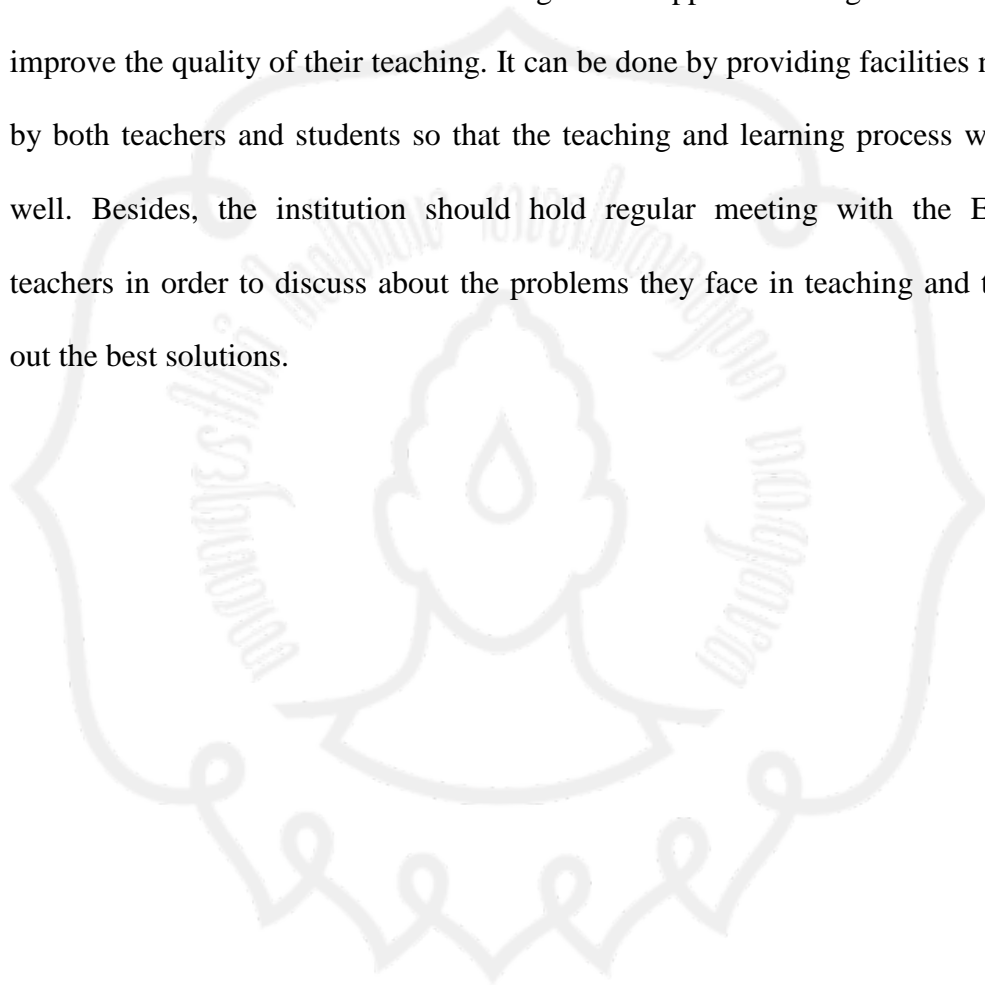 improve the quality of their teaching. It can be done by providing facilities
by both teachers and students so that the teaching and learning process
well. Besides, the institution should hold regular meeting with the
teachers in order to discuss about the problems they face in teaching and
out the best solutions.